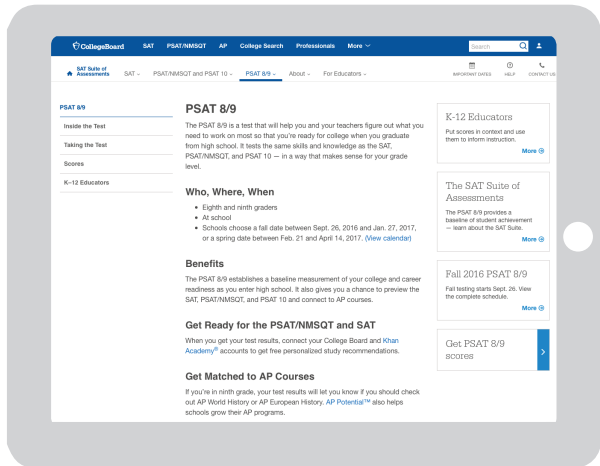 CollegeBoard SAT PSAT/NMSQT AP College Search Professionals More Search
SAT Suite of
Assessments SAT PSAT/NMSQT and PSAT 10 PSAT 8/9 About For Educators IMPORTANT DATES HELP CONTACT US
PSAT 8/9
Inside the Test
Taking the Test
Scores
K–12 Educators
PSAT 8/9
The PSAT 8/9 is a test that will help you and your teachers figure out what you
need to work on most so that you're ready for college when you graduate
from high school. It tests the same skills and knowledge as the SAT,
PSAT/NMSQT, and PSAT 10 — in a way that makes sense for your grade
level.
Who, Where, When
• Eighth and ninth graders
• At school
• Schools choose a fall date between Sept. 26, 2016 and Jan. 27, 2017,
or a spring date between Feb. 21 and April 14, 2017. (View calendar)
Benefits
The PSAT 8/9 establishes a baseline measurement of your college and career
readiness as you enter high school. It also gives you a chance to preview the
SAT, PSAT/NMSQT, and PSAT 10 and connect to AP courses.
Get Ready for the PSAT/NMSQT and SAT
When you get your test results, connect your College Board and Khan
Academy® accounts to get free personalized study recommendations.
Get Matched to AP Courses
If you're in ninth grade, your test results will let you know if you should check
out AP World History or AP European History. AP Potential™ also helps
schools grow their AP programs.
K-12 Educators
Put scores in context and use
them to inform instruction.
More
The SAT Suite of
Assessments
The PSAT 8/9 provides a
baseline of student achievement
— learn about the SAT Suite.
More
Fall 2016 PSAT 8/9
Fall testing starts Sept. 26. View
the complete schedule.
More
Get PSAT 8/9
scores